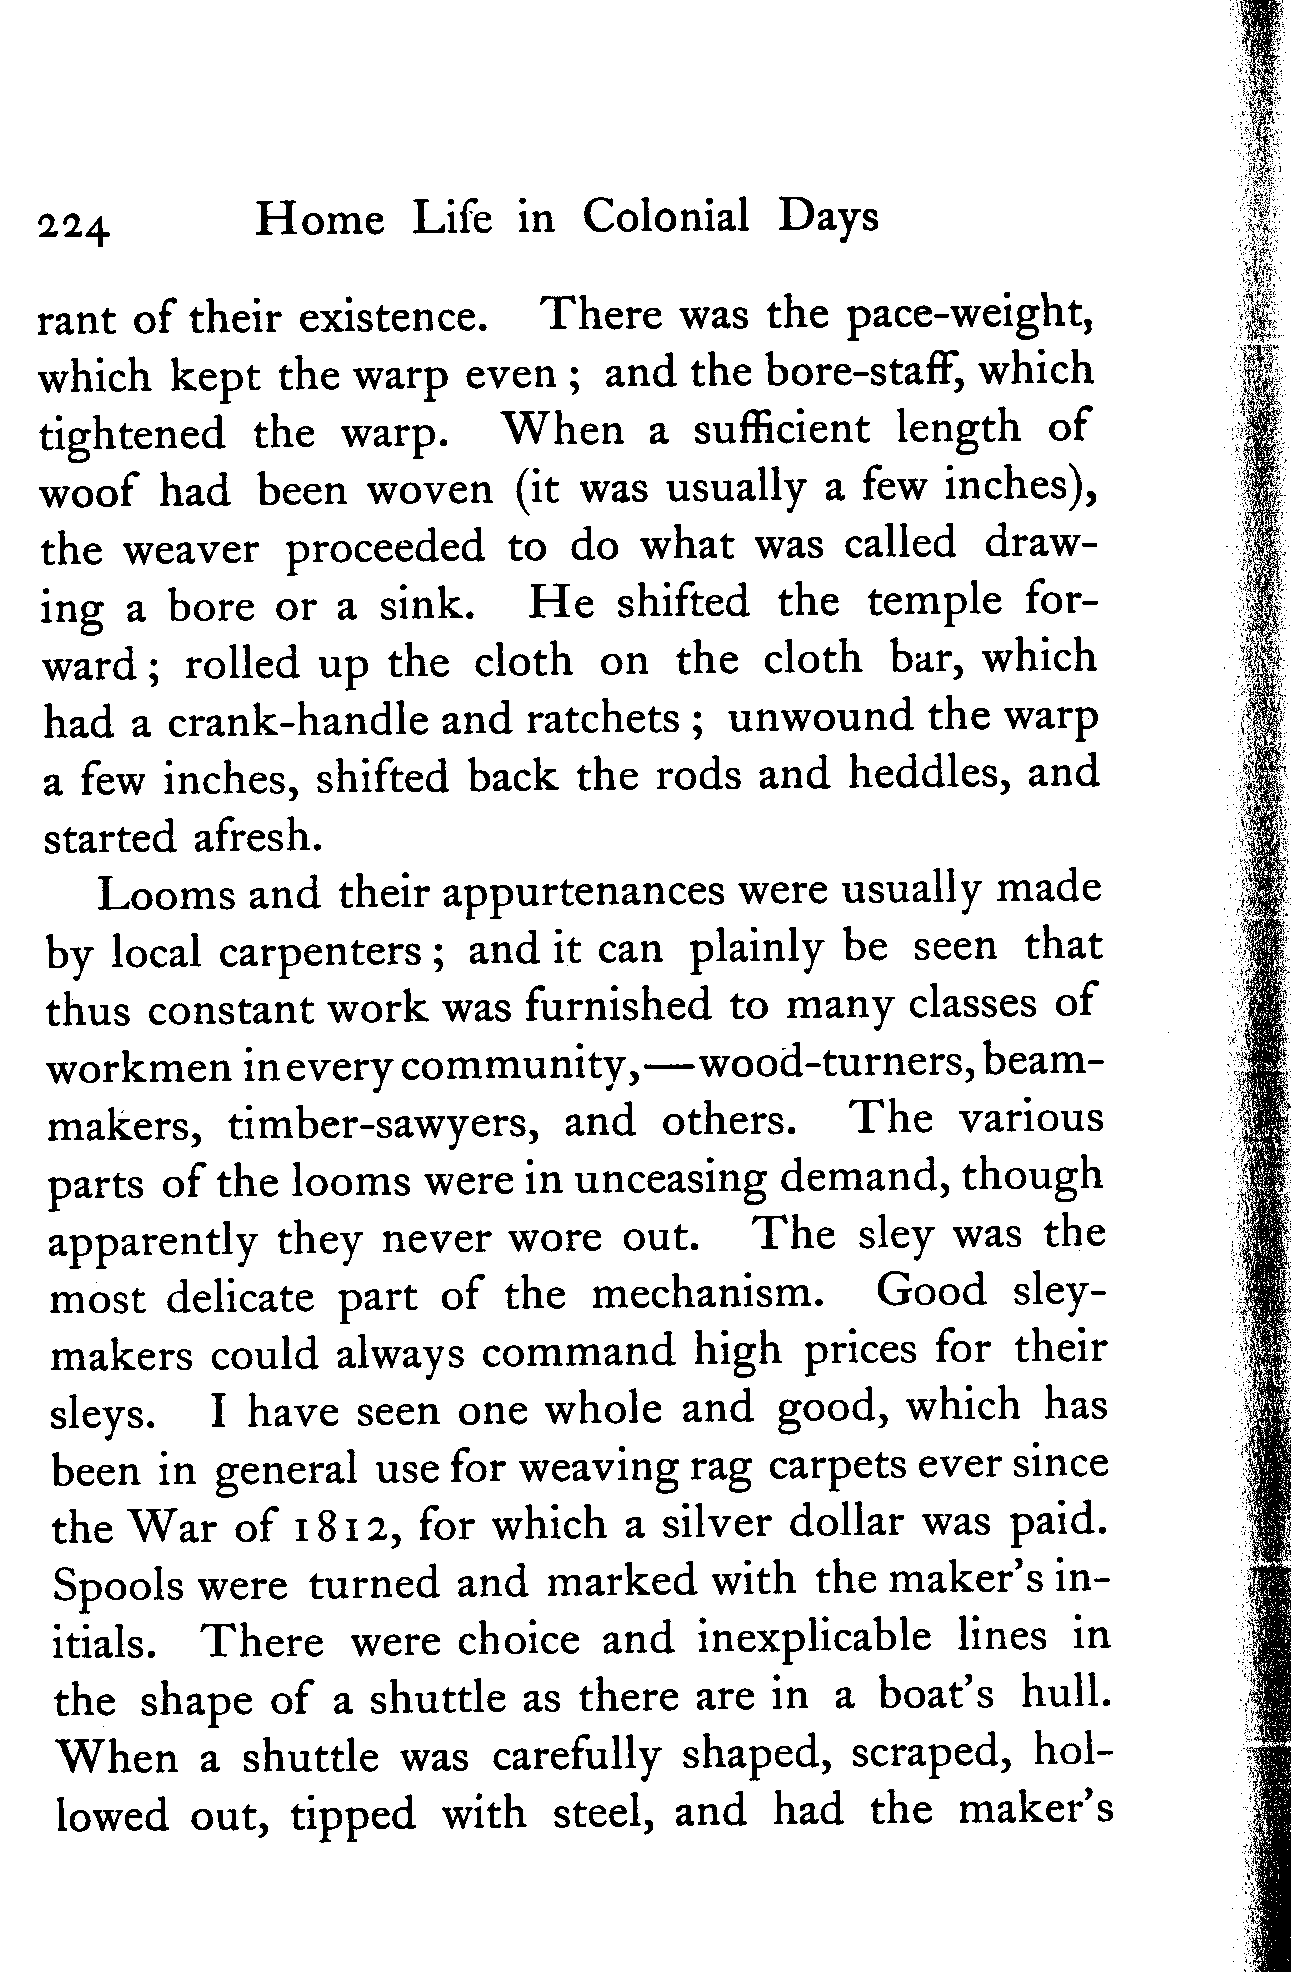 224 Home Life in Colonial Days
rant of their existence. There was the pace-weight,
which kept the warp even ; and the bore-staff, which
tightened the warp. When a sufficient length of
woof had been woven (it was usually a few inches),
the weaver proceeded to do what was called draw-
ing a bore or a sink. He shifted the temple for-
ward ; rolled up the cloth on the cloth bar, which
had a crank-handle and ratchets ; unwound the warp
a few inches, shifted back the rods and heddles, and
started afresh.
Looms and their appurtenances were usually made
by local carpenters ; and it can plainly be seen that
thus constant work was furnished to many classes of
workmen in every community,—wood-turners, beam-
makers, timber-sawyers, and others. The various
parts of the looms were in unceasing demand, though
apparently they never wore out. The sley was the
most delicate part of the mechanism. Good sley-
makers could always command high prices for their
sleys. I have seen one whole and good, which has
been in general use for weaving rag carpets ever since
the War of 1812, for which a silver dollar was paid.
Spools were turned and marked with the maker's in-
itials. There were choice and inexplicable lines in
the shape of a shuttle as there are in a boat's hull.
When a shuttle was carefully shaped, scraped, hol-
lowed out, tipped with steel, and had the maker's